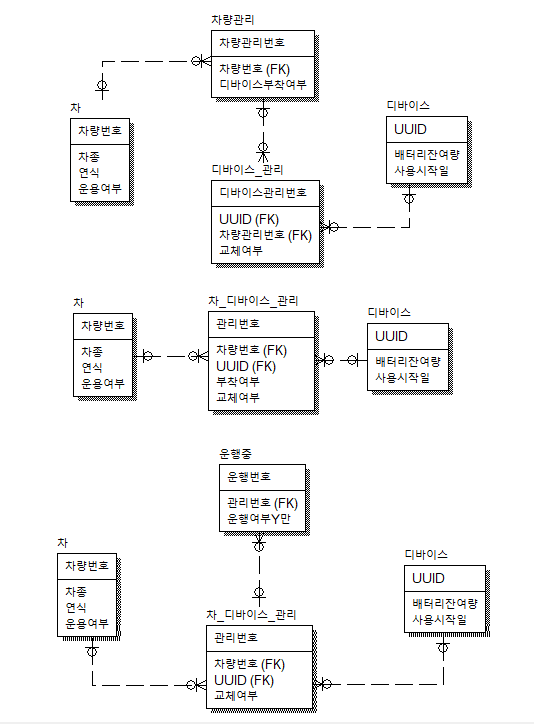 차량관리
차량관리번호
차량번호 (FK)
디바이스부착여부
차
차량번호
차종
연식
운용여부
디바이스
UUID
배터리잔여량
사용시작일
디바이스_관리
디바이스관리번호
UUID (FK)
차량관리번호 (FK)
교체여부
차
차량번호
차종
연식
운용여부
차_디바이스_관리
관리번호
차량번호 (FK)
UUID (FK)
부착여부
교체여부
디바이스
UUID
배터리잔여량
사용시작일
운행중
운행번호
관리번호 (FK)
운행여부Y만
차
차량번호
차종
연식
운용여부
디바이스
UUID
배터리잔여량
사용시작일
차_디바이스_관리
관리번호
차량번호 (FK)
UUID (FK)
교체여부